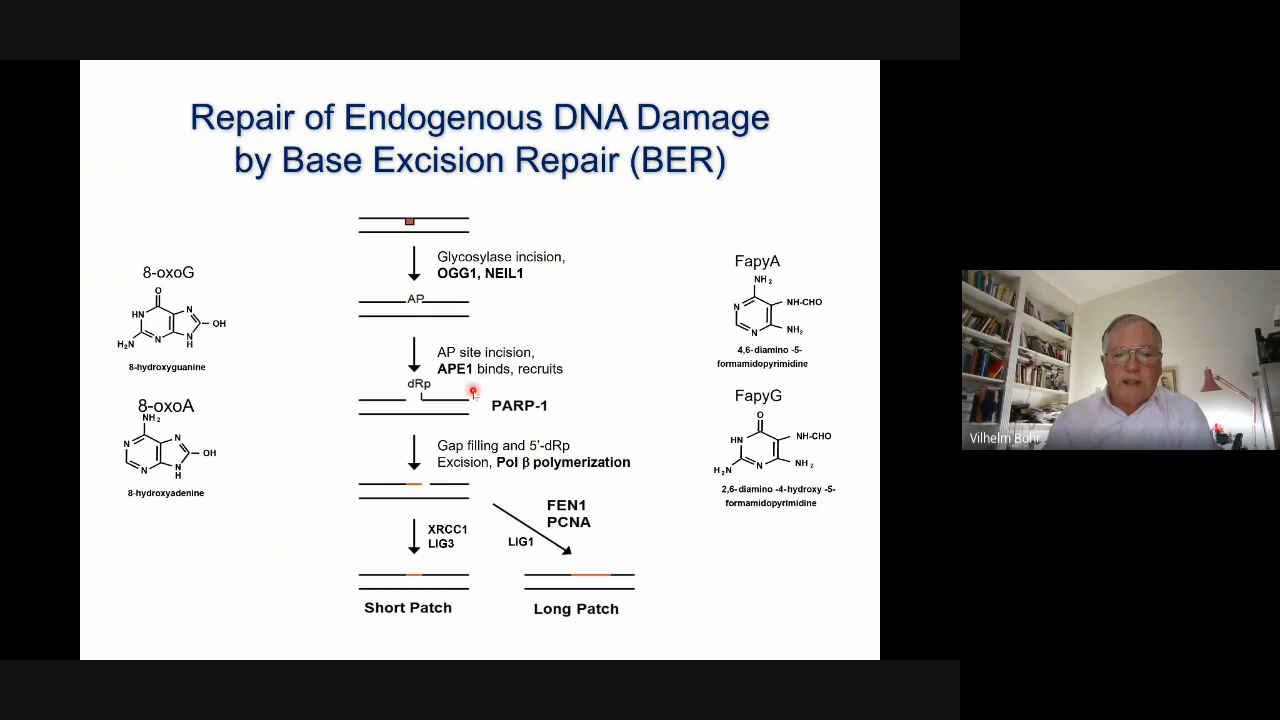 Repair of Endogenous DNA Damage
by Base Excision Repair (BER)
8-oxoG
O
HN
N
OH
H₂N
N
N
H
8-hydroxyguanine
8-oxoA
NH₂
N
N
OH
N
N
H
8-hydroxyadenine
Glycosylase incision,
OGG1, NEIL1
AP
AP site incision,
APE1 binds, recruits
dRp
PARP-1
Gap filling and 5'-dRp
Excision, Pol β polymerization
XRCC1
LIG3
FEN1
PCNA
LIG1
Short Patch
Long Patch
FapyA
NH₂
N
NH-CHO
N
NH₂
4,6-diamino -5-
formamidopyrimidine
FapyG
O
HN
NH-CHO
H₂N
N
NH₂
2,6-diamino -4-hydroxy -5-
formamidopyrimidine
Vilhelm Bohr